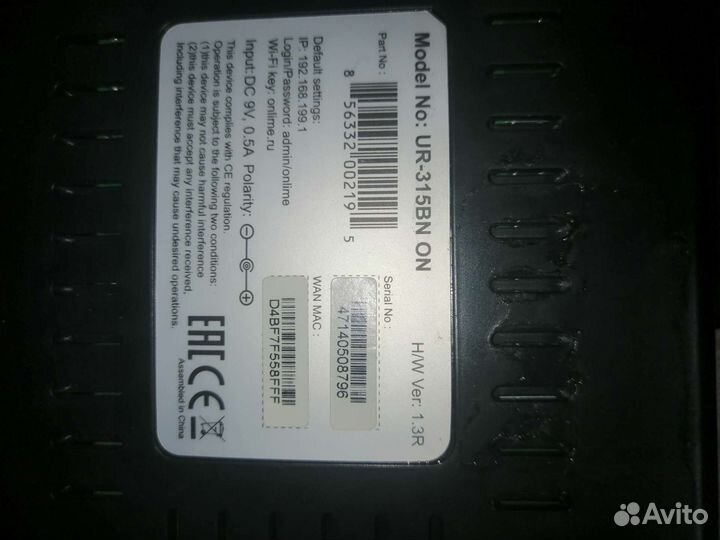 Model No: UR-315BN ON
H/W Ver: 1.3R
Part No :
8 56332 00219 5
Serial No :
47140508796
WAN MAC :
D4BF7F558FFF
Default settings:
IP: 192.168.199.1
Login/Password: admin/onlime
Wi-Fi key: onlime.ru
Input: DC 9V, 0.5A Polarity:
This device complies with CE regulation.
Operation is subject to the following two conditions:
(1)this device may not cause harmful interference
(2)this device must accept any interference received,
Including interference that may cause undesired operations.
EAC CE
Assembled in China
Avito